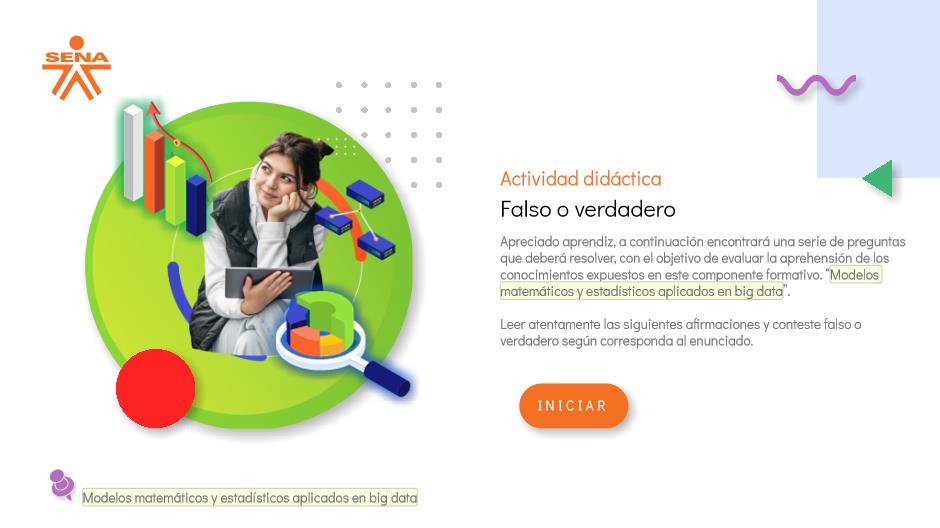 SENA
Actividad didáctica
Falso o verdadero
Apreciado aprendiz, a continuación encontrará una serie de preguntas
que deberá resolver, con el objetivo de evaluar la aprehensión de los
conocimientos expuestos en este componente formativo. “Modelos
matemáticos y estadísticos aplicados en big data”.
Leer atentamente las siguientes afirmaciones y conteste falso o
verdadero según corresponda al enunciado.
INICIAR
Modelos matemáticos y estadísticos aplicados en big data